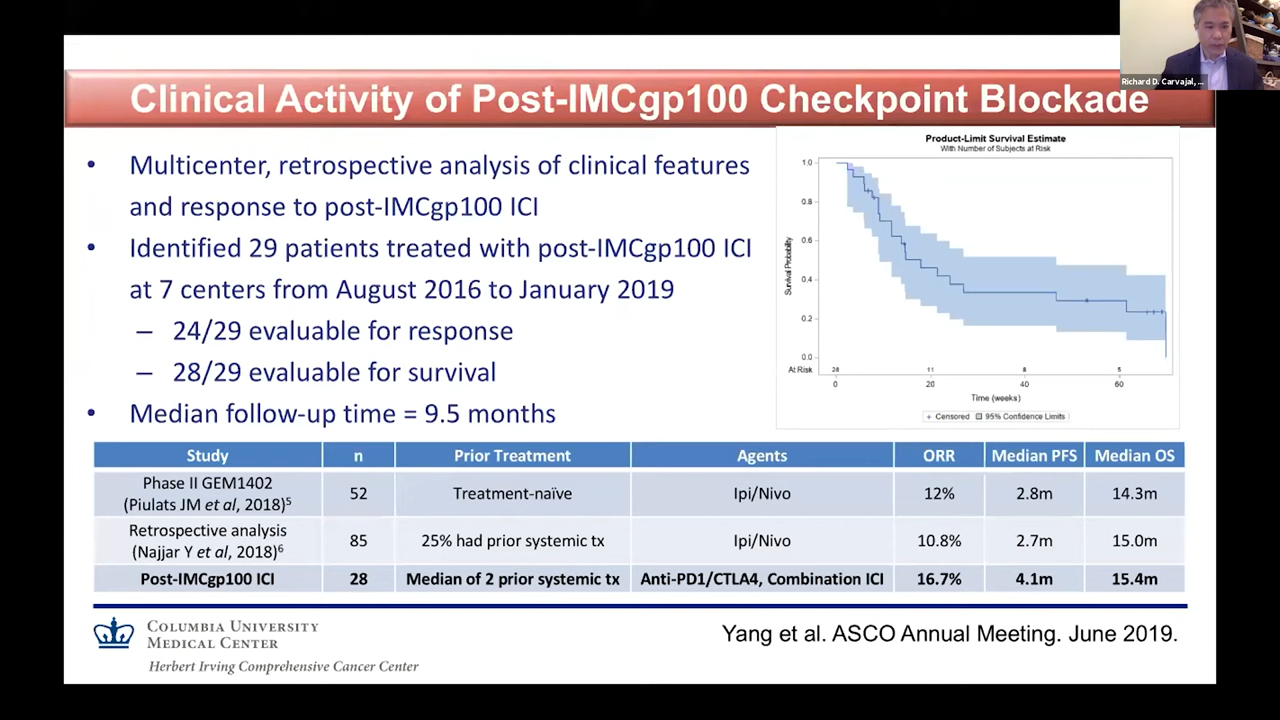 Richard D. Carvajal, ...
Clinical Activity of Post-IMCgp100 Checkpoint Blockade
• Multicenter, retrospective analysis of clinical features
and response to post-IMCgp100 ICI
• Identified 29 patients treated with post-IMCgp100 ICI
at 7 centers from August 2016 to January 2019
– 24/29 evaluable for response
– 28/29 evaluable for survival
• Median follow-up time = 9.5 months
Product-Limit Survival Estimate
With Number of Subjects at Risk
1.0
0.8
0.6
0.4
0.2
0.0
Survival Probability
At Risk 28 11 8 5
0 20 40 60
Time (weeks)
+ Censored 95% Confidence Limits
Study n Prior Treatment Agents ORR Median PFS Median OS
Phase II GEM1402
(Piulats JM et al, 2018)⁵ 52 Treatment-naïve Ipi/Nivo 12% 2.8m 14.3m
Retrospective analysis
(Najjar Y et al, 2018)⁶ 85 25% had prior systemic tx Ipi/Nivo 10.8% 2.7m 15.0m
Post-IMCgp100 ICI 28 Median of 2 prior systemic tx Anti-PD1/CTLA4, Combination ICI 16.7% 4.1m 15.4m
COLUMBIA UNIVERSITY
MEDICAL CENTER
Herbert Irving Comprehensive Cancer Center
Yang et al. ASCO Annual Meeting. June 2019.